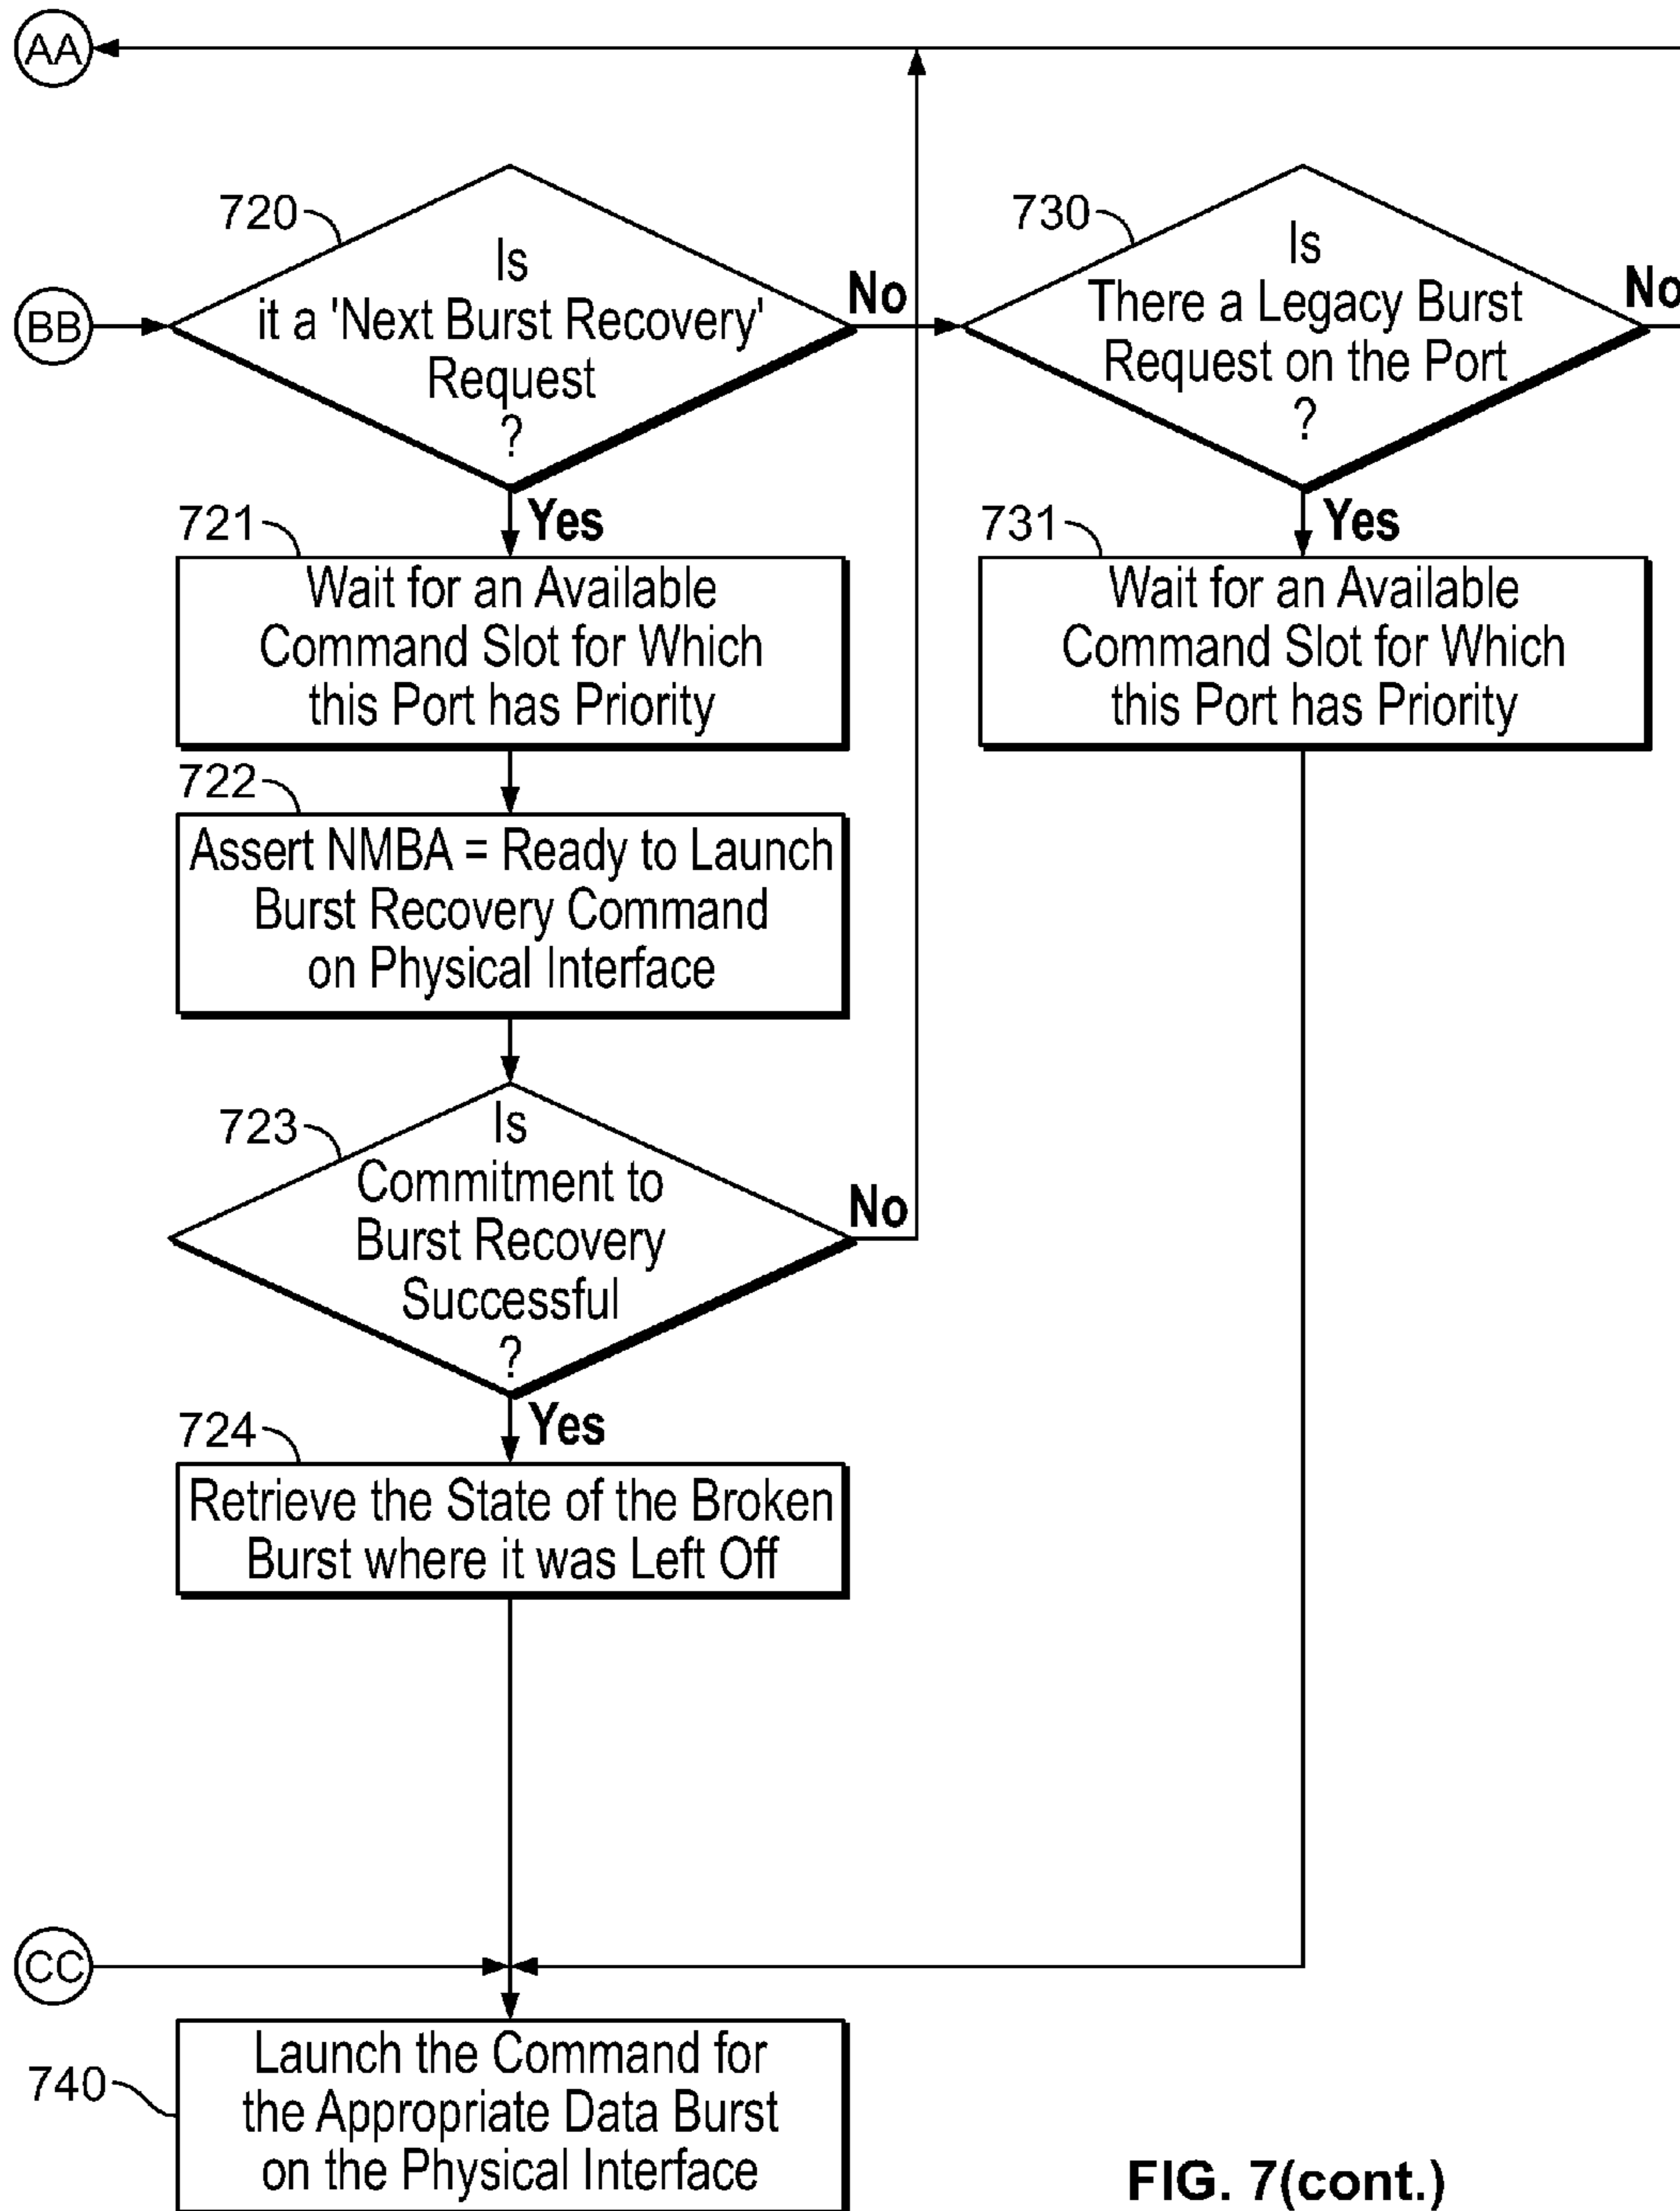 AA
720
Is
it a 'Next Burst Recovery'
Request
?
No
BB
730
Is
There a Legacy Burst
Request on the Port
?
No
Yes
721
Wait for an Available
Command Slot for Which
this Port has Priority
Yes
731
Wait for an Available
Command Slot for Which
this Port has Priority
722
Assert NMBA = Ready to Launch
Burst Recovery Command
on Physical Interface
723
Is
Commitment to
Burst Recovery
Successful
?
No
Yes
724
Retrieve the State of the Broken
Burst where it was Left Off
CC
740
Launch the Command for
the Appropriate Data Burst
on the Physical Interface
FIG. 7(cont.)